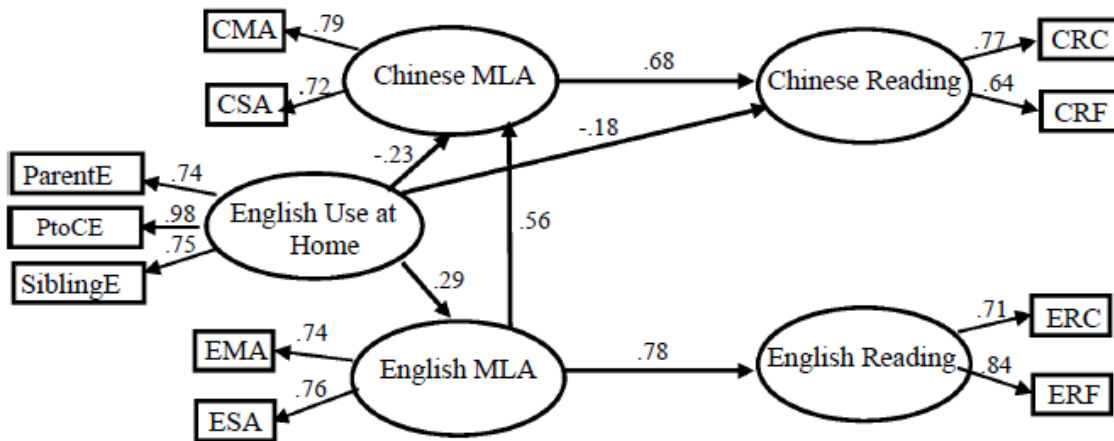 CMA
.79
Chinese MLA
CSA
.72
.68
Chinese Reading
.77
CRC
.64
CRF
-.18
-.23
ParentE
.74
PtoCE
.98
SiblingE
.75
English Use at
Home
.56
.29
EMA
.74
English MLA
ESA
.76
.78
English Reading
.71
ERC
.84
ERF